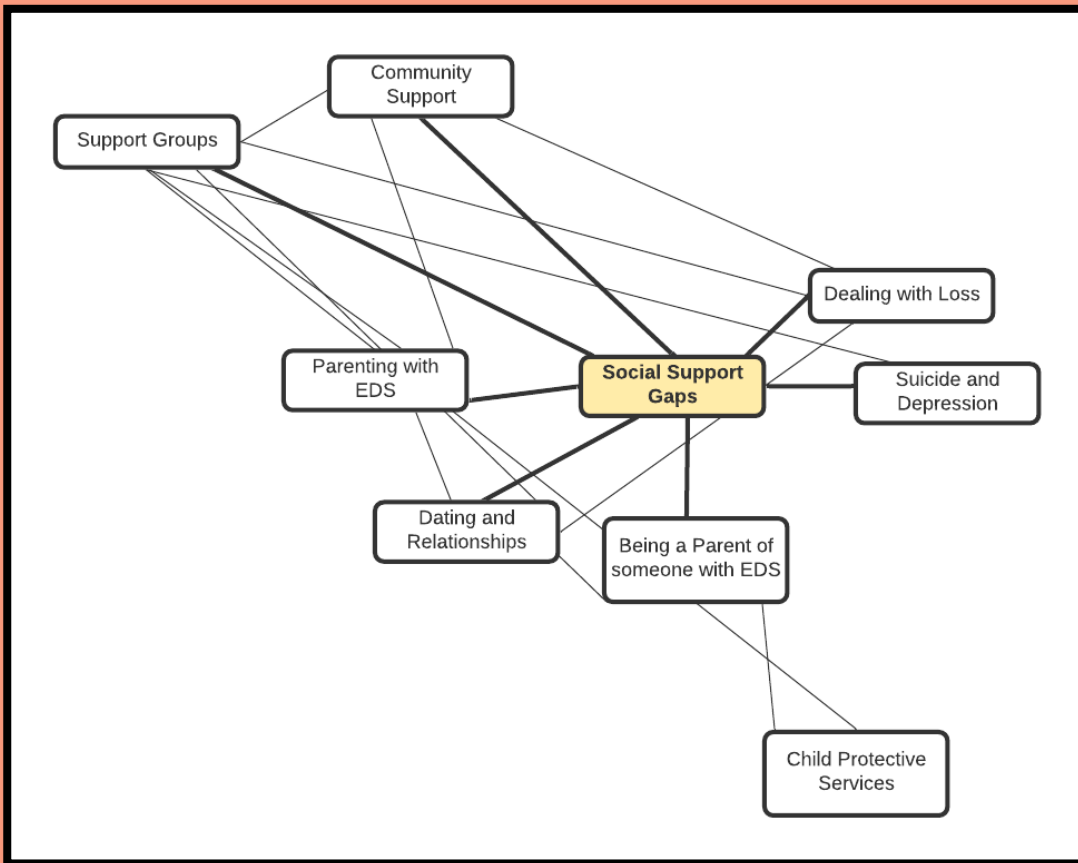 Community
Support
Support Groups
Dealing with Loss
Parenting with
EDS
Social Support
Gaps
Suicide and
Depression
Dating and
Relationships
Being a Parent of
someone with EDS
Child Protective
Services